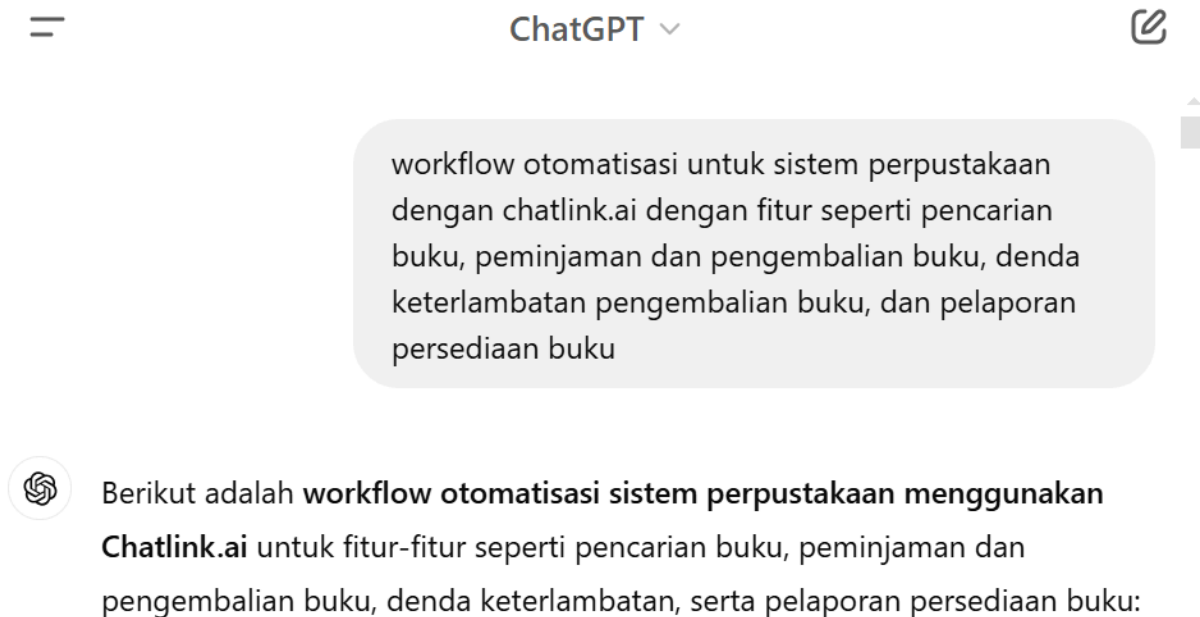 ChatGPT
workflow otomatisasi untuk sistem perpustakaan
dengan chatlink.ai dengan fitur seperti pencarian
buku, peminjaman dan pengembalian buku, denda
keterlambatan pengembalian buku, dan pelaporan
persediaan buku
Berikut adalah workflow otomatisasi sistem perpustakaan menggunakan
Chatlink.ai untuk fitur-fitur seperti pencarian buku, peminjaman dan
pengembalian buku, denda keterlambatan, serta pelaporan persediaan buku: